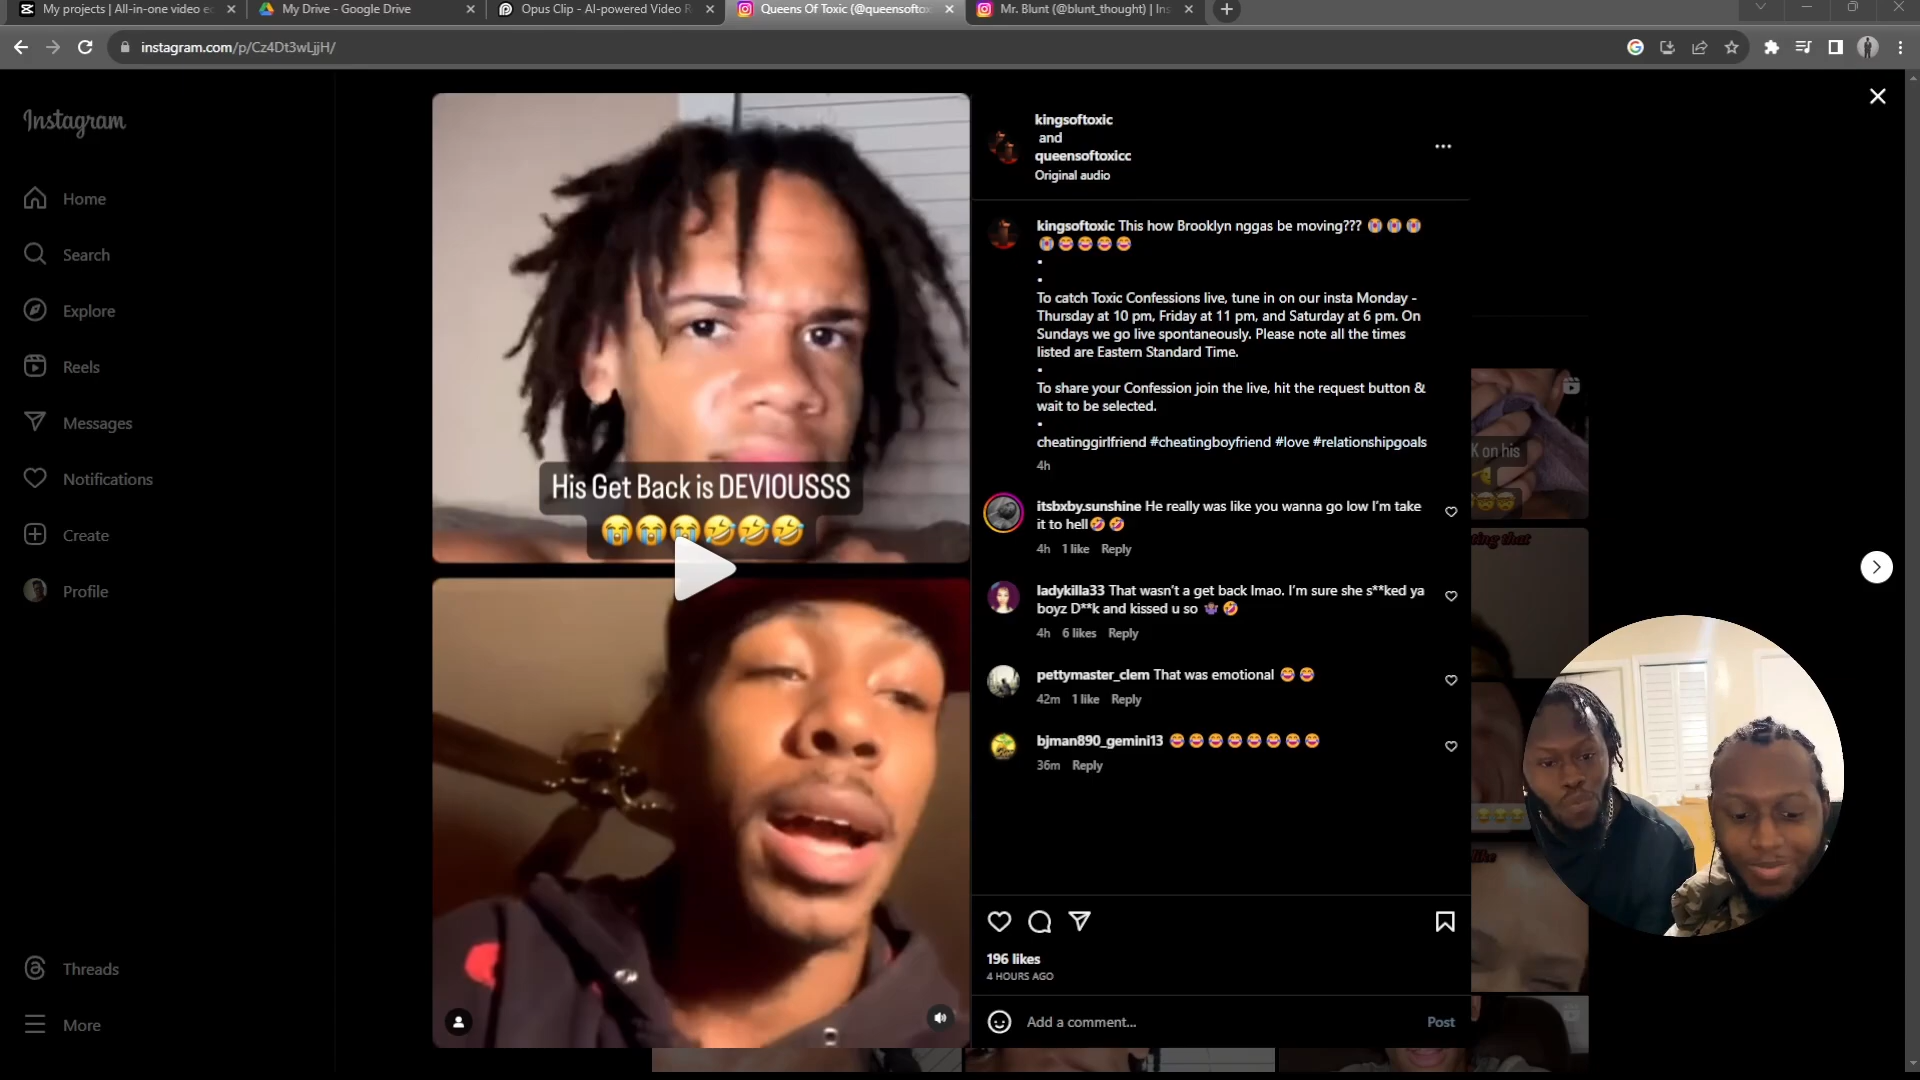 My projects | All-in-one video e
My Drive - Google Drive
Opus Clip - AI-powered Video R
Queens Of Toxic (@queensofto
Mr. Blunt (@blunt_thought) | Ins
instagram.com/p/Cz4Dt3wLjjH/
Instagram
Home
Search
Explore
Reels
Messages
Notifications
Create
Profile
Threads
More
His Get Back is DEVIOUSSS
😭😭😭🤣🤣🤣
kingsoftoxic
and
queensoftoxicc
Original audio
kingsoftoxic This how Brooklyn nggas be moving??? 😭😭😭
😭😂😂😂😂
•
•
To catch Toxic Confessions live, tune in on our insta Monday -
Thursday at 10 pm, Friday at 11 pm, and Saturday at 6 pm. On
Sundays we go live spontaneously. Please note all the times
listed are Eastern Standard Time.
•
To share your Confession join the live, hit the request button &
wait to be selected.
•
cheatinggirlfriend #cheatingboyfriend #love #relationshipgoals
4h
itsbxby.sunshine He really was like you wanna go low I'm take
it to hell🤣🤣
4h 1 like Reply
ladykilla33 That wasn't a get back lmao. I'm sure she s**ked ya
boyz D**k and kissed u so 🤷🏾‍♀️🤣
4h 6 likes Reply
pettymaster_clem That was emotional 😂😂
42m 1 like Reply
bjman890_gemini13 😂😂😂😂😂😂😂😂
36m Reply
196 likes
4 HOURS AGO
Add a comment...
Post
K on his
ting that
like